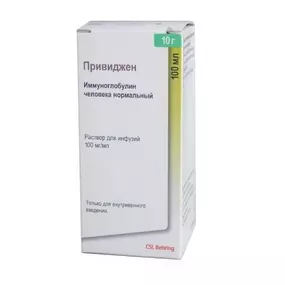 10 г
100 мл
Привиджен
Иммуноглобулин
человека нормальный
Раствор для инфузий
100 мг/мл
Только для внутривенного
введения.
CSL Behring